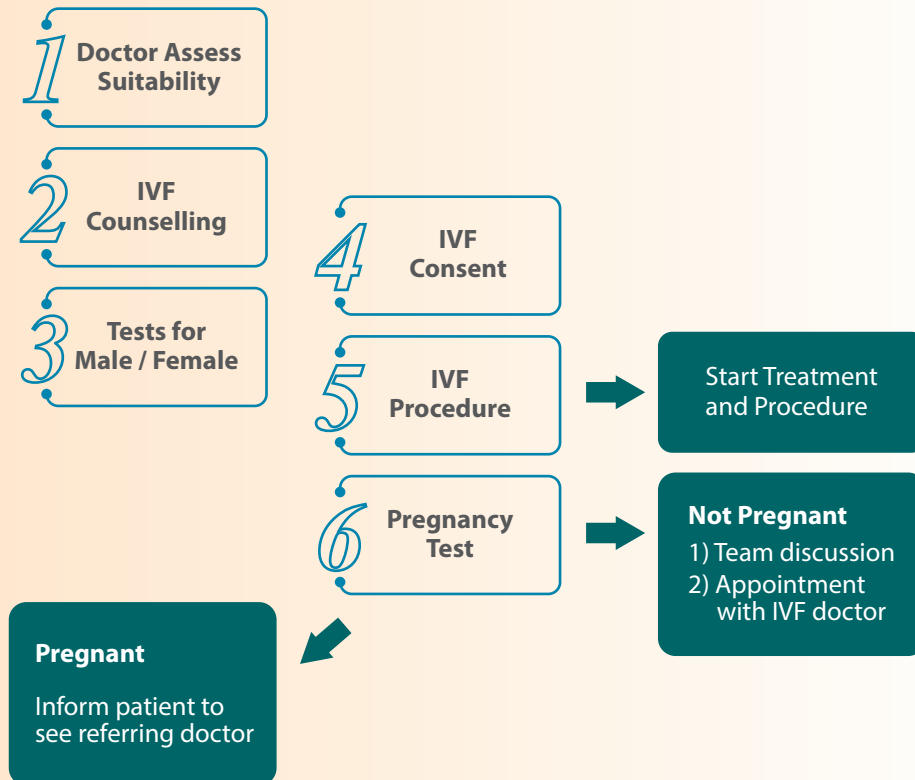 1
Doctor Assess
Suitability
2
IVF
Counselling
3
Tests for
Male / Female
4
IVF
Consent
5
IVF
Procedure
Start Treatment
and Procedure
6
Pregnancy
Test
Not Pregnant
1) Team discussion
2) Appointment
with IVF doctor
Pregnant
Inform patient to
see referring doctor